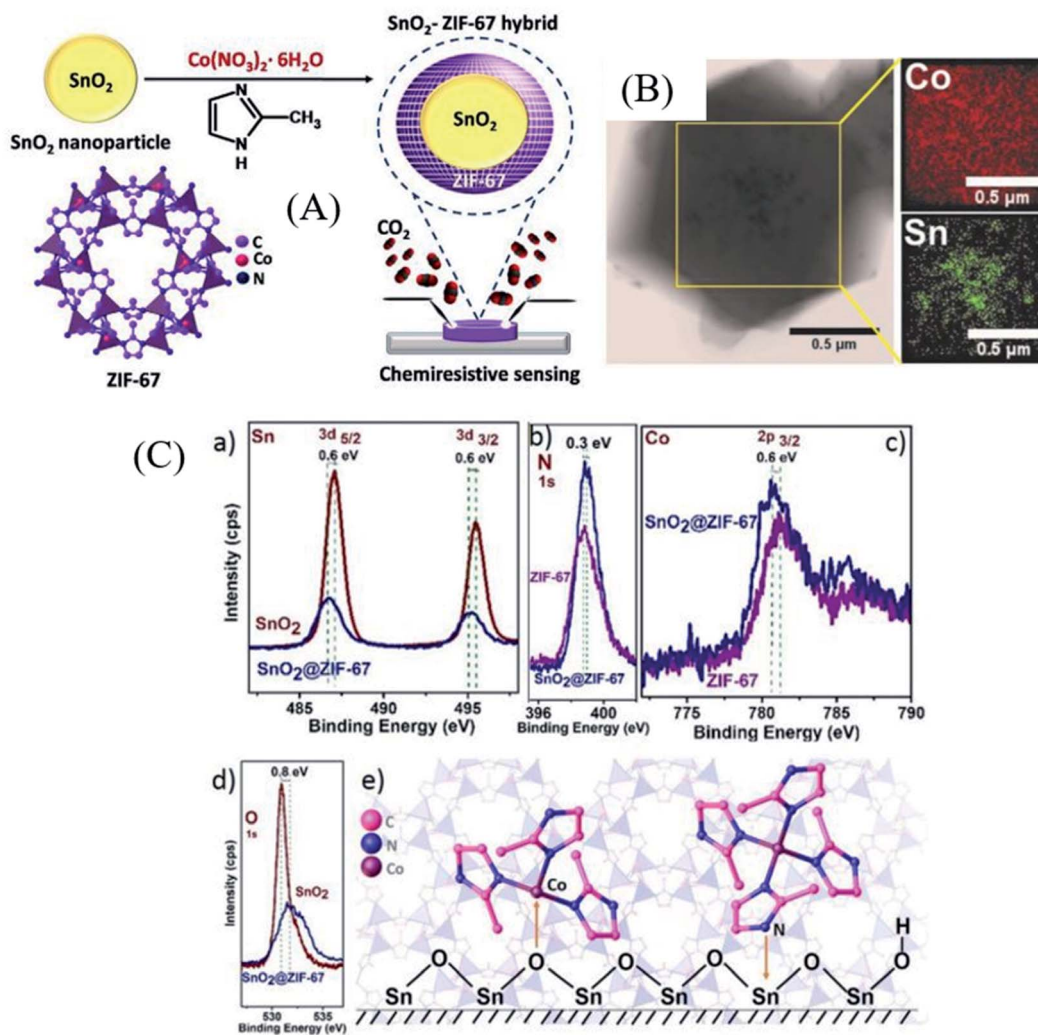 SnO2- ZIF-67 hybrid
Co(NO3)2· 6H2O
SnO2
N
CH3
N
H
SnO2
ZIF-67
SnO2 nanoparticle
(A)
CO2
C
Co
N
ZIF-67
Chemiresistive sensing
(B)
0.5 µm
Co
0.5 µm
Sn
0.5 µm
(C)
a)
Sn
3d 5/2
0.6 eV
3d 3/2
0.6 eV
SnO2
SnO2@ZIF-67
Intensity (cps)
485 490 495
Binding Energy (eV)
b)
0.3 eV
N
1s
ZIF-67
SnO2@ZIF-67
396 400
Binding Energy (eV)
Co
2p 3/2
0.6 eV
c)
SnO2@ZIF-67
ZIF-67
775 780 785 790
Binding Energy (eV)
d)
0.8 eV
O
1s
SnO2
SnO2@ZIF-67
Intensity (cps)
530 535
Binding Energy (eV)
e)
C
N
Co
Co
N
H
O O O O O O
Sn Sn Sn Sn Sn Sn